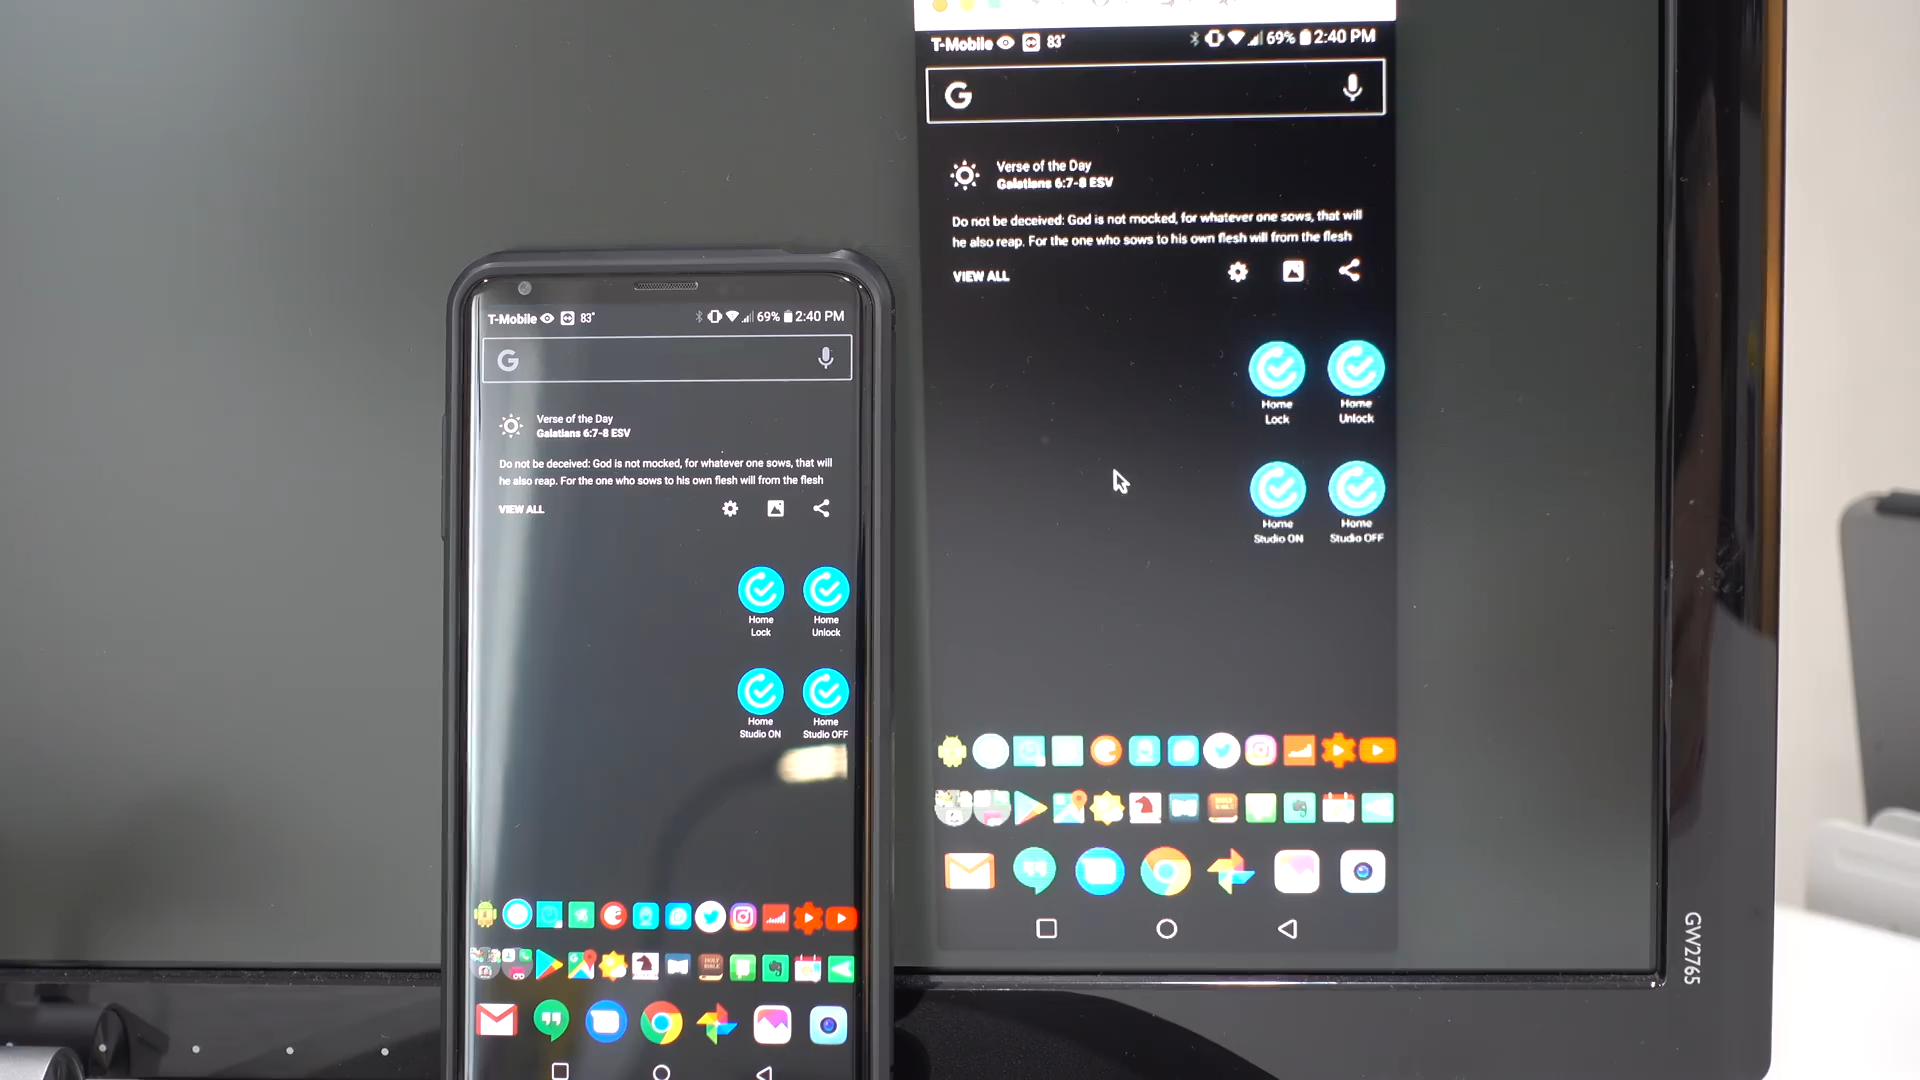 T-Mobile 83° 69% 2:40 PM
G
Verse of the Day
Galatians 6:7-8 ESV
Do not be deceived: God is not mocked, for whatever one sows, that will
he also reap. For the one who sows to his own flesh will from the flesh
VIEW ALL
Home Lock
Home Unlock
Home Studio ON
Home Studio OFF
T-Mobile 83° 69% 2:40 PM
G
Verse of the Day
Galatians 6:7-8 ESV
Do not be deceived: God is not mocked, for whatever one sows, that will
he also reap. For the one who sows to his own flesh will from the flesh
VIEW ALL
Home Lock
Home Unlock
Home Studio ON
Home Studio OFF
HOLY BIBLE
GW2765